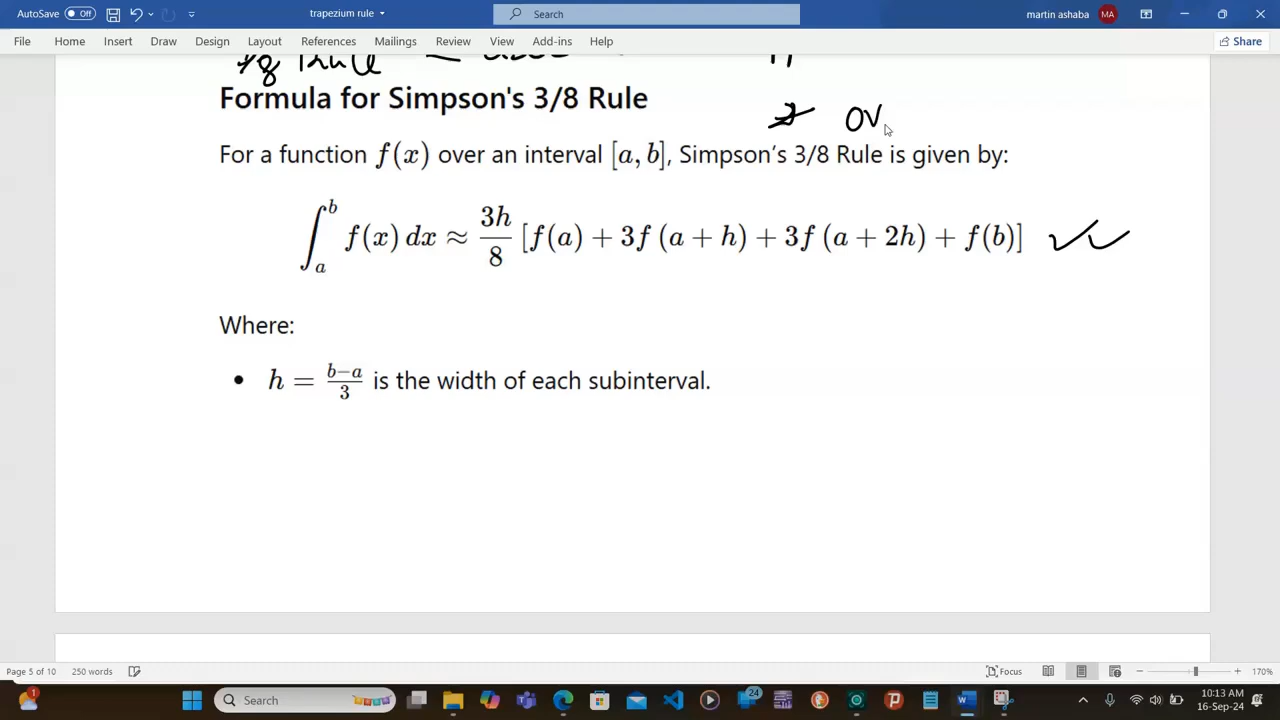 AutoSave Off trapezium rule Search martin ashaba MA
File Home Insert Draw Design Layout References Mailings Review View Add-ins Help Share
Formula for Simpson's 3/8 Rule
OV
For a function f(x) over an interval [a, b], Simpson's 3/8 Rule is given by:
∫_a^b f(x) dx ≈ 3h/8 [f(a) + 3f (a + h) + 3f (a + 2h) + f(b)]
Where:
• h = b−a/3 is the width of each subinterval.
Page 5 of 10 250 words Focus 170%
1 Search 24 10:13 AM
16-Sep-24